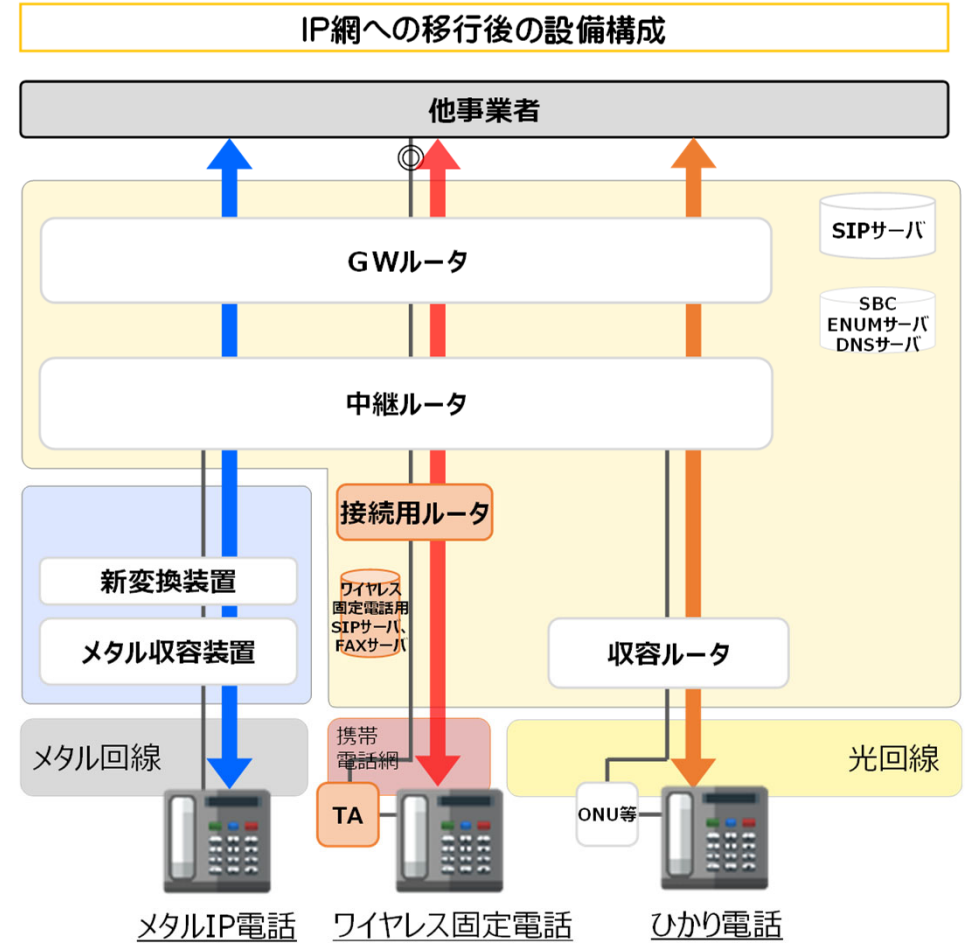 IP網への移行後の設備構成
他事業者
SIPサーバ
GWルータ
SBC
ENUMサーバ
DNSサーバ
中継ルータ
接続用ルータ
新変換装置
ワイヤレス
固定電話用
SIPサーバ、
FAXサーバ
メタル収容装置
収容ルータ
メタル回線
携帯
電話網
光回線
TA
ONU等
メタルIP電話
ワイヤレス固定電話
ひかり電話